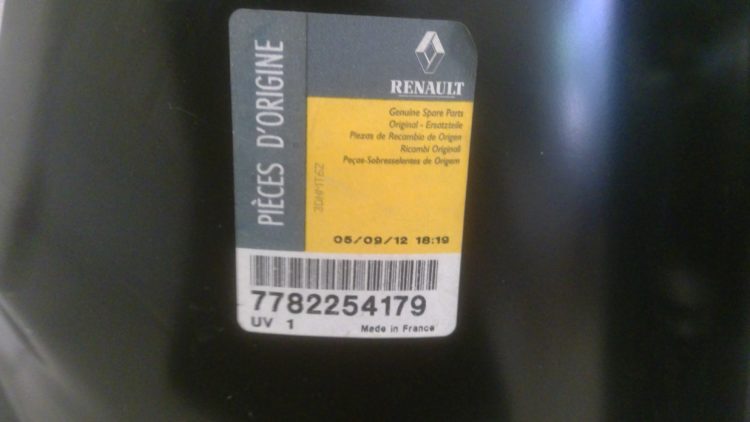 PIÈCES D'ORIGINE
RENAULT
Genuine Spare Parts
Original - Ersatzteile
Piezas de Recambio de Origen
Ricambi Originali
Peças-Sobresselentes de Origem
05/09/12 18:19
7782254179
UV 1
Made in France